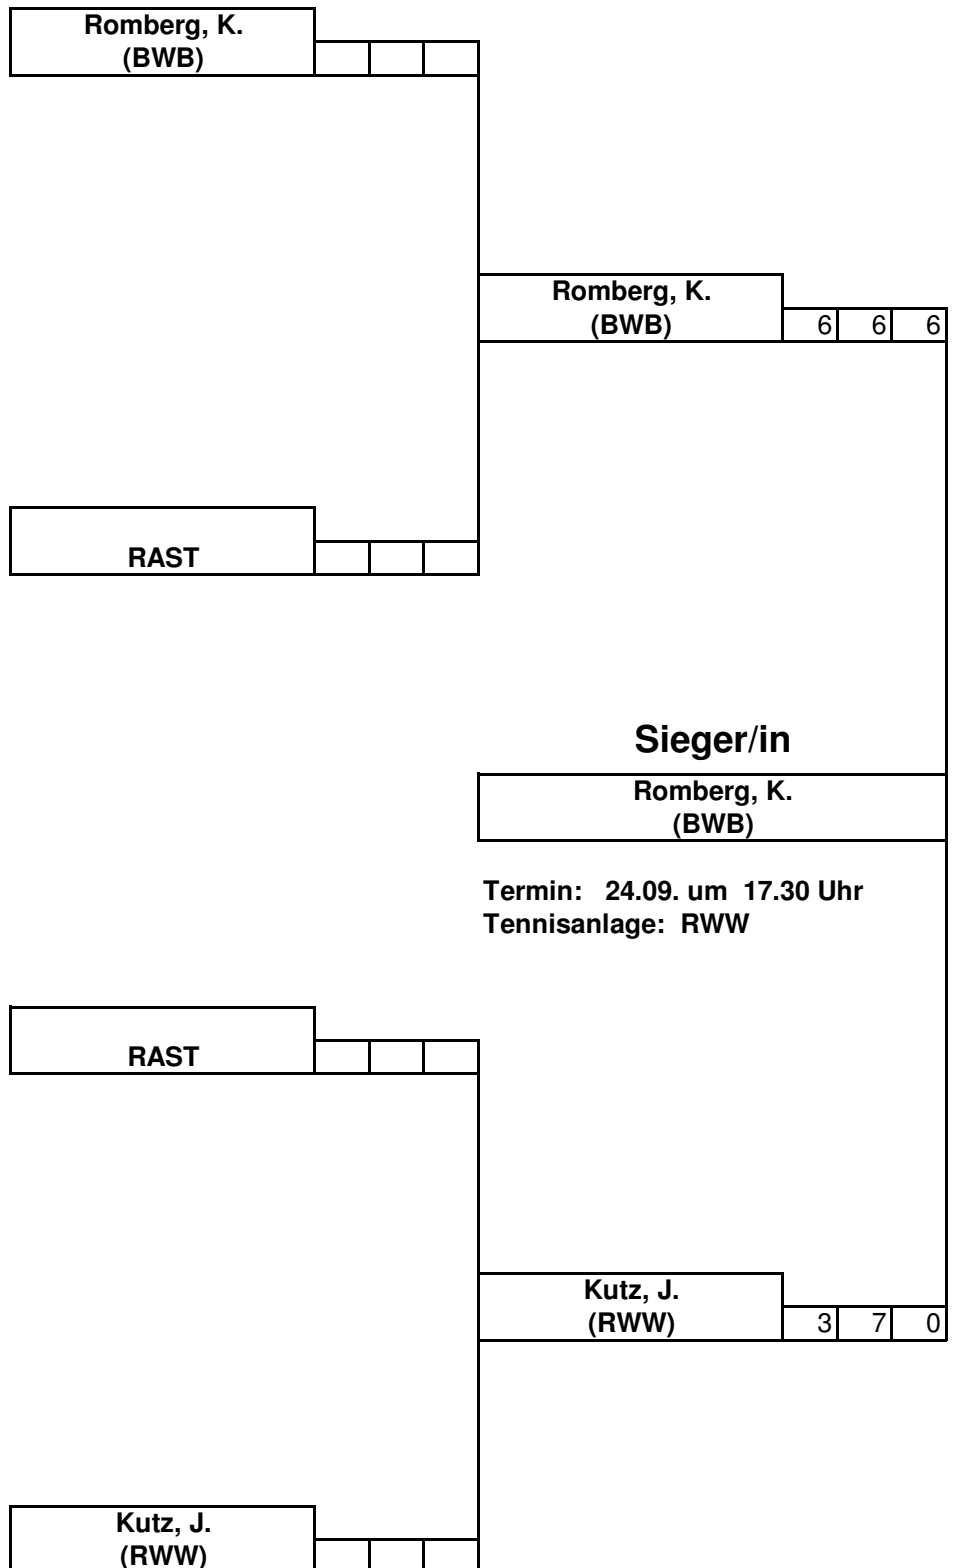 Romberg, K.
(BWB)
Romberg, K.
(BWB) 6 6 6
RAST
Sieger/in
Romberg, K.
(BWB)
Termin: 24.09. um 17.30 Uhr
Tennisanlage: RWW
RAST
Kutz, J.
(RWW) 3 7 0
Kutz, J.
(RWW)